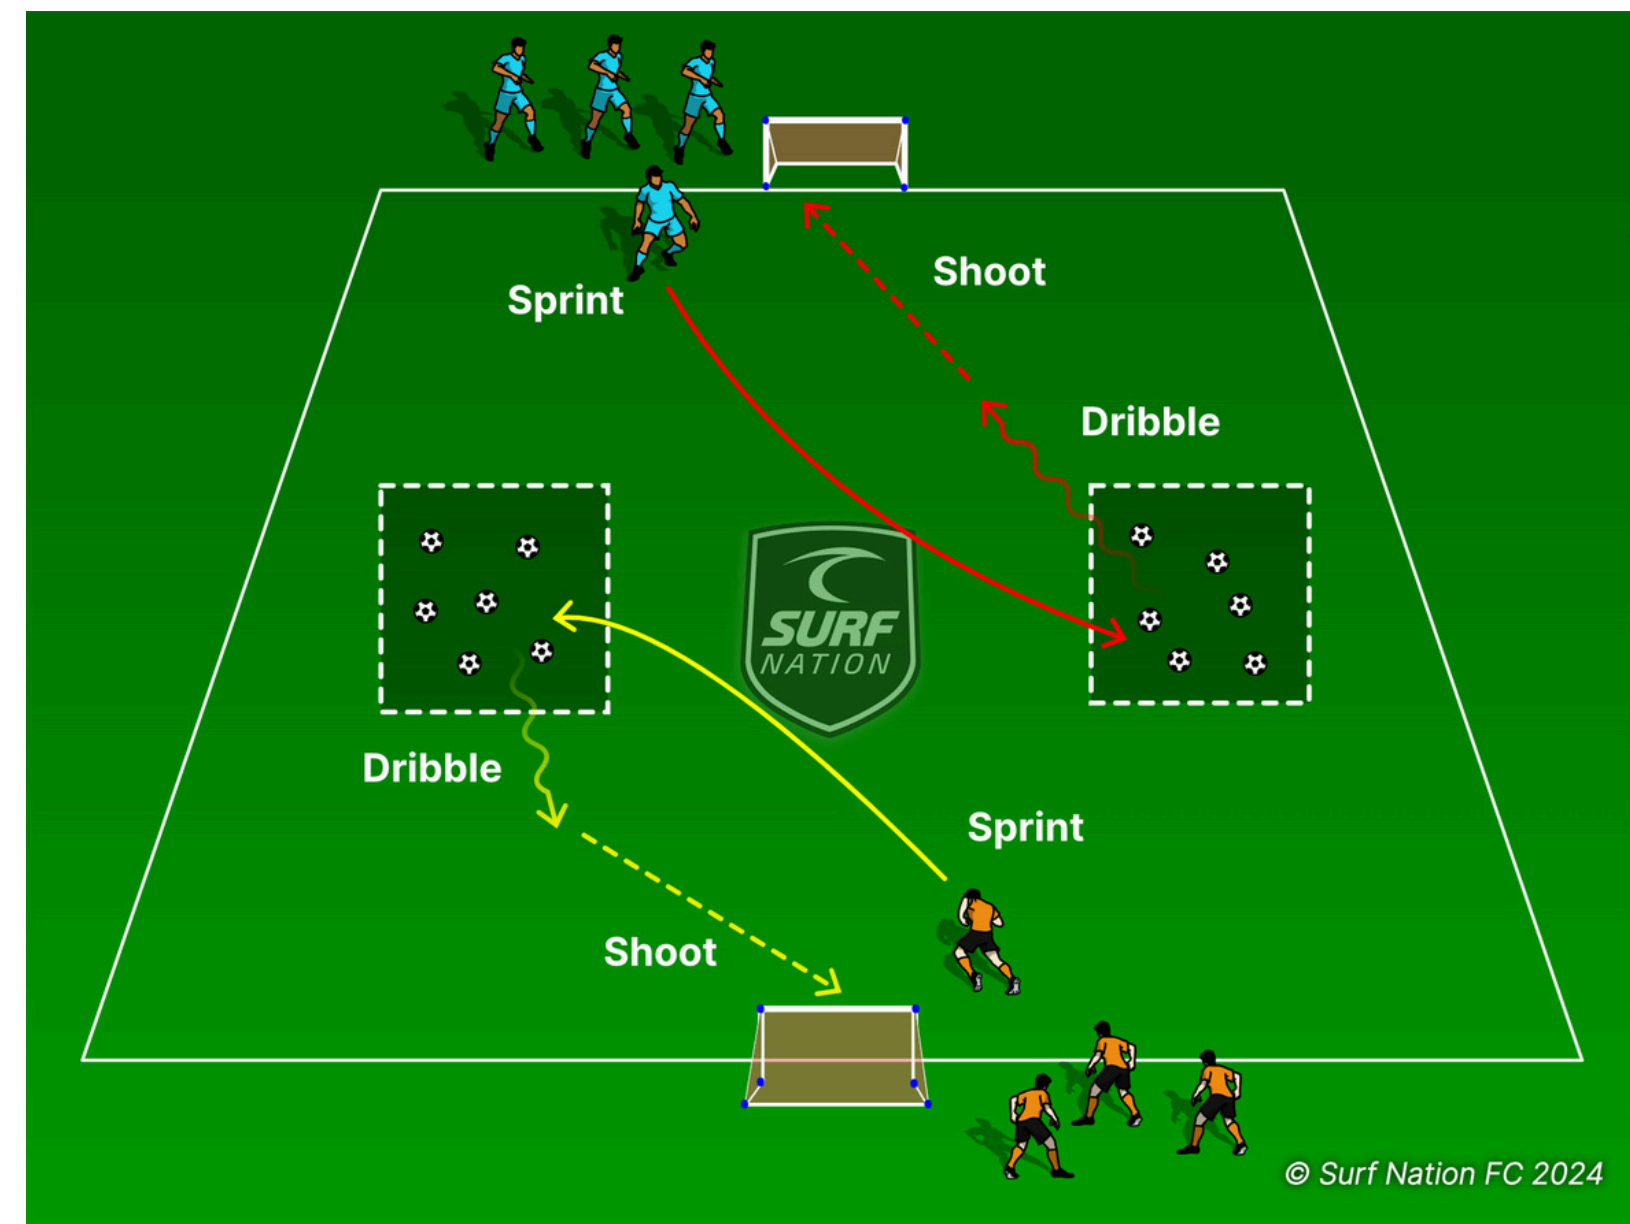 Shoot
Sprint
Dribble
SURF
NATION
Dribble
Sprint
Shoot
© Surf Nation FC 2024